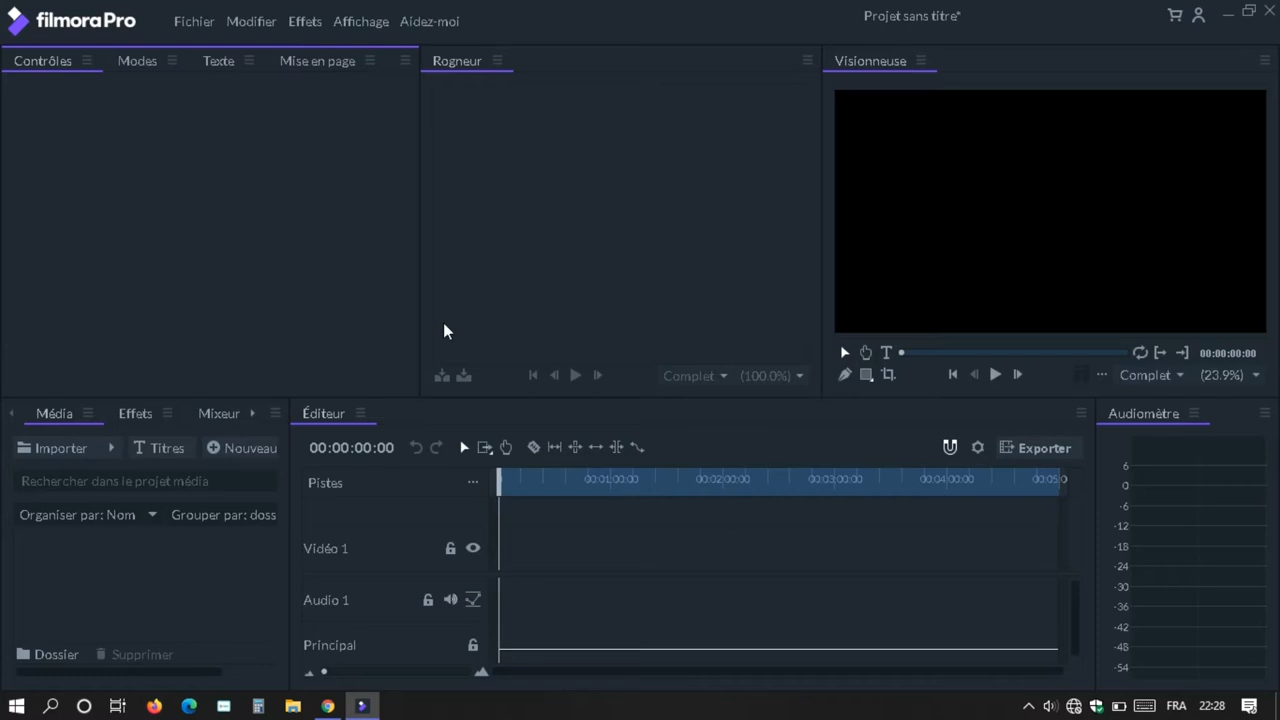 filmoraPro
Fichier Modifier Effets Affichage Aidez-moi
Projet sans titre*
Contrôles Modes Texte Mise en page
Rogneur
Visionneuse
Complet (100.0%)
00:00:00:00
Complet (23.9%)
Média Effets Mixeur
Éditeur
Audiomètre
Importer Titres Nouveau
00:00:00:00
Exporter
Rechercher dans le projet média
Pistes
00:01:00:00 00:02:00:00 00:03:00:00 00:04:00:00 00:05:0
Organiser par: Nom Grouper par: doss
Vidéo 1
Audio 1
Principal
6
0
-6
-12
-18
-24
-30
-36
-42
-48
-54
Dossier Supprimer
FRA 22:28